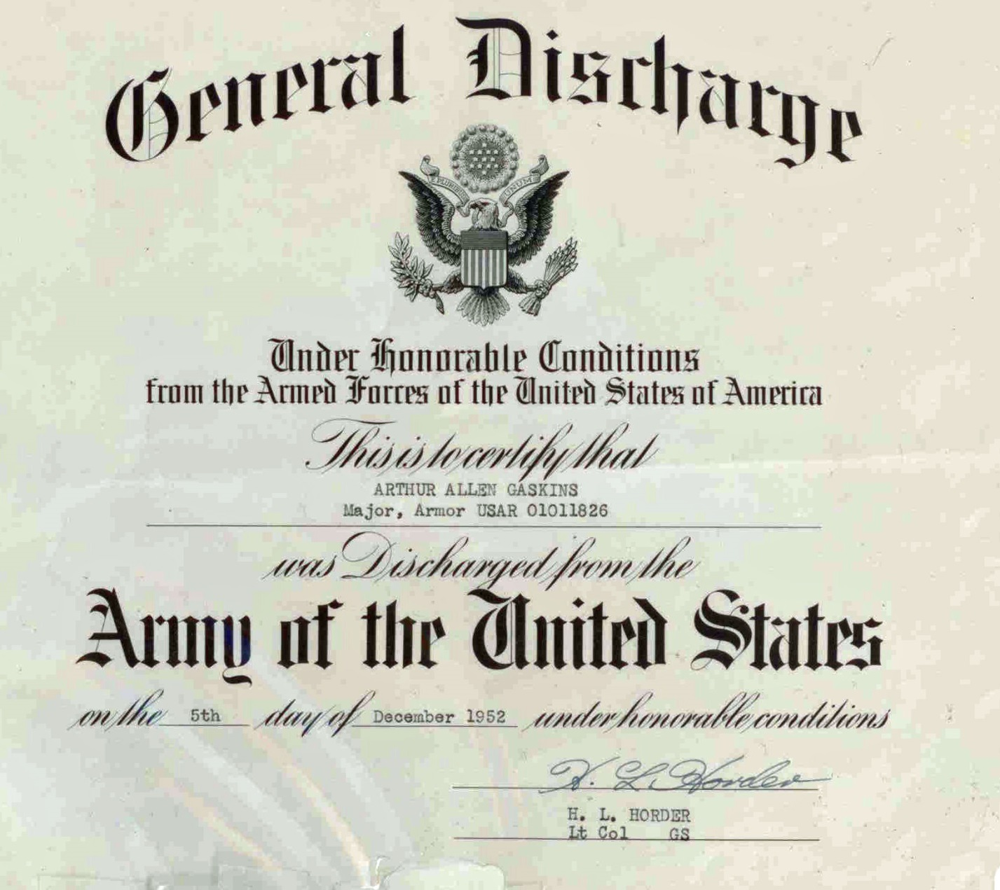 General Discharge
E PLURIBUS UNUM
Under Honorable Conditions
from the Armed Forces of the United States of America
This is to certify that
ARTHUR ALLEN GASKINS
Major, Armor USAR 01011826
was Discharged from the
Army of the United States
on the 5th day of December 1952 under honorable conditions
H. L. Horder
H. L. HORDER
Lt Col GS